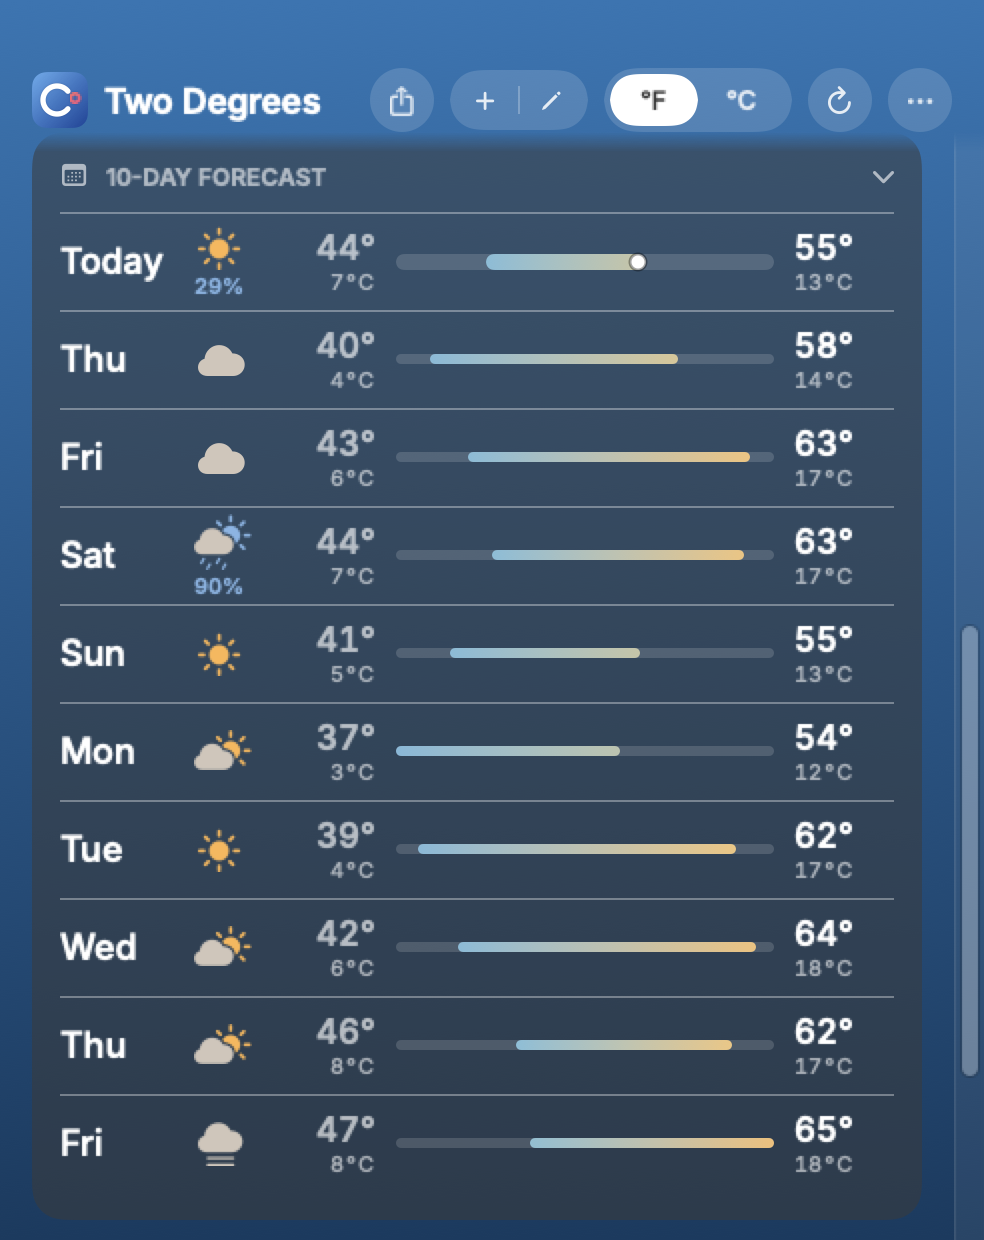 Two Degrees
°F °C
10-DAY FORECAST
Today 44° 55°
29% 7°C 13°C
Thu 40° 58°
4°C 14°C
Fri 43° 63°
6°C 17°C
Sat 44° 63°
90% 7°C 17°C
Sun 41° 55°
5°C 13°C
Mon 37° 54°
3°C 12°C
Tue 39° 62°
4°C 17°C
Wed 42° 64°
6°C 18°C
Thu 46° 62°
8°C 17°C
Fri 47° 65°
8°C 18°C